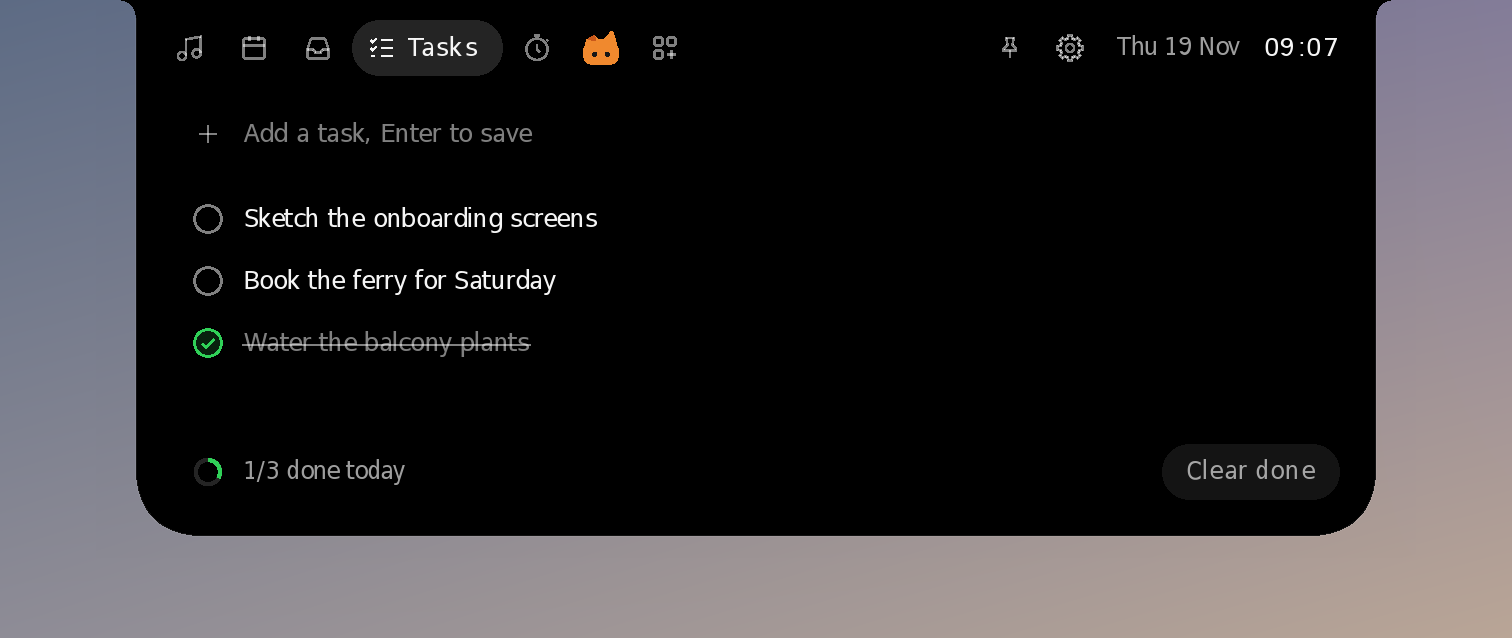 Tasks
Thu 19 Nov 09:07
Add a task, Enter to save
Sketch the onboarding screens
Book the ferry for Saturday
Water the balcony plants
1/3 done today
Clear done